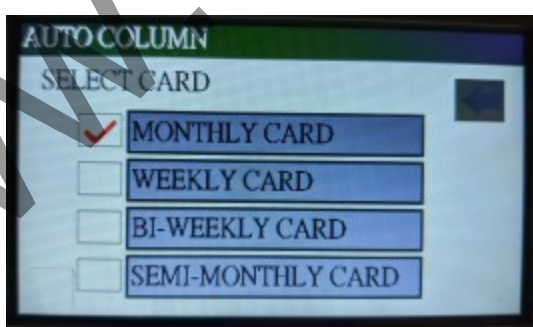 AUTO COLUMN
SELECT CARD
MONTHLY CARD
WEEKLY CARD
BI-WEEKLY CARD
SEMI-MONTHLY CARD